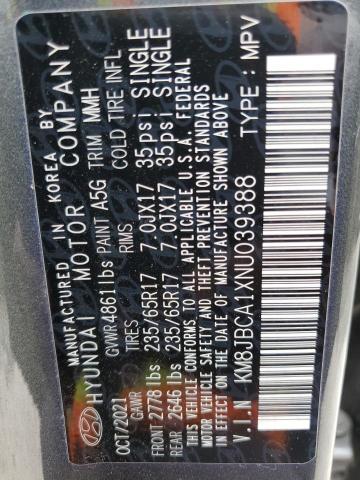 MANUFACTURED IN KOREA BY
HYUNDAI MOTOR COMPANY
OCT/2021 GVWR 4861lbs PAINT A5G TRIM MMH
GAWR TIRES RIMS COLD TIRE INFL
FRONT 2778 lbs 235/65R17 7.0JX17 35psi SINGLE
REAR 2646 lbs 235/65R17 7.0JX17 35psi SINGLE
THIS VEHICLE CONFORMS TO ALL APPLICABLE U.S.A. FEDERAL
MOTOR VEHICLE SAFETY AND THEFT PREVENTION STANDARDS
IN EFFECT ON THE DATE OF MANUFACTURE SHOWN ABOVE.
V.I.N KM8JBCA1XNU039388 TYPE : MPV